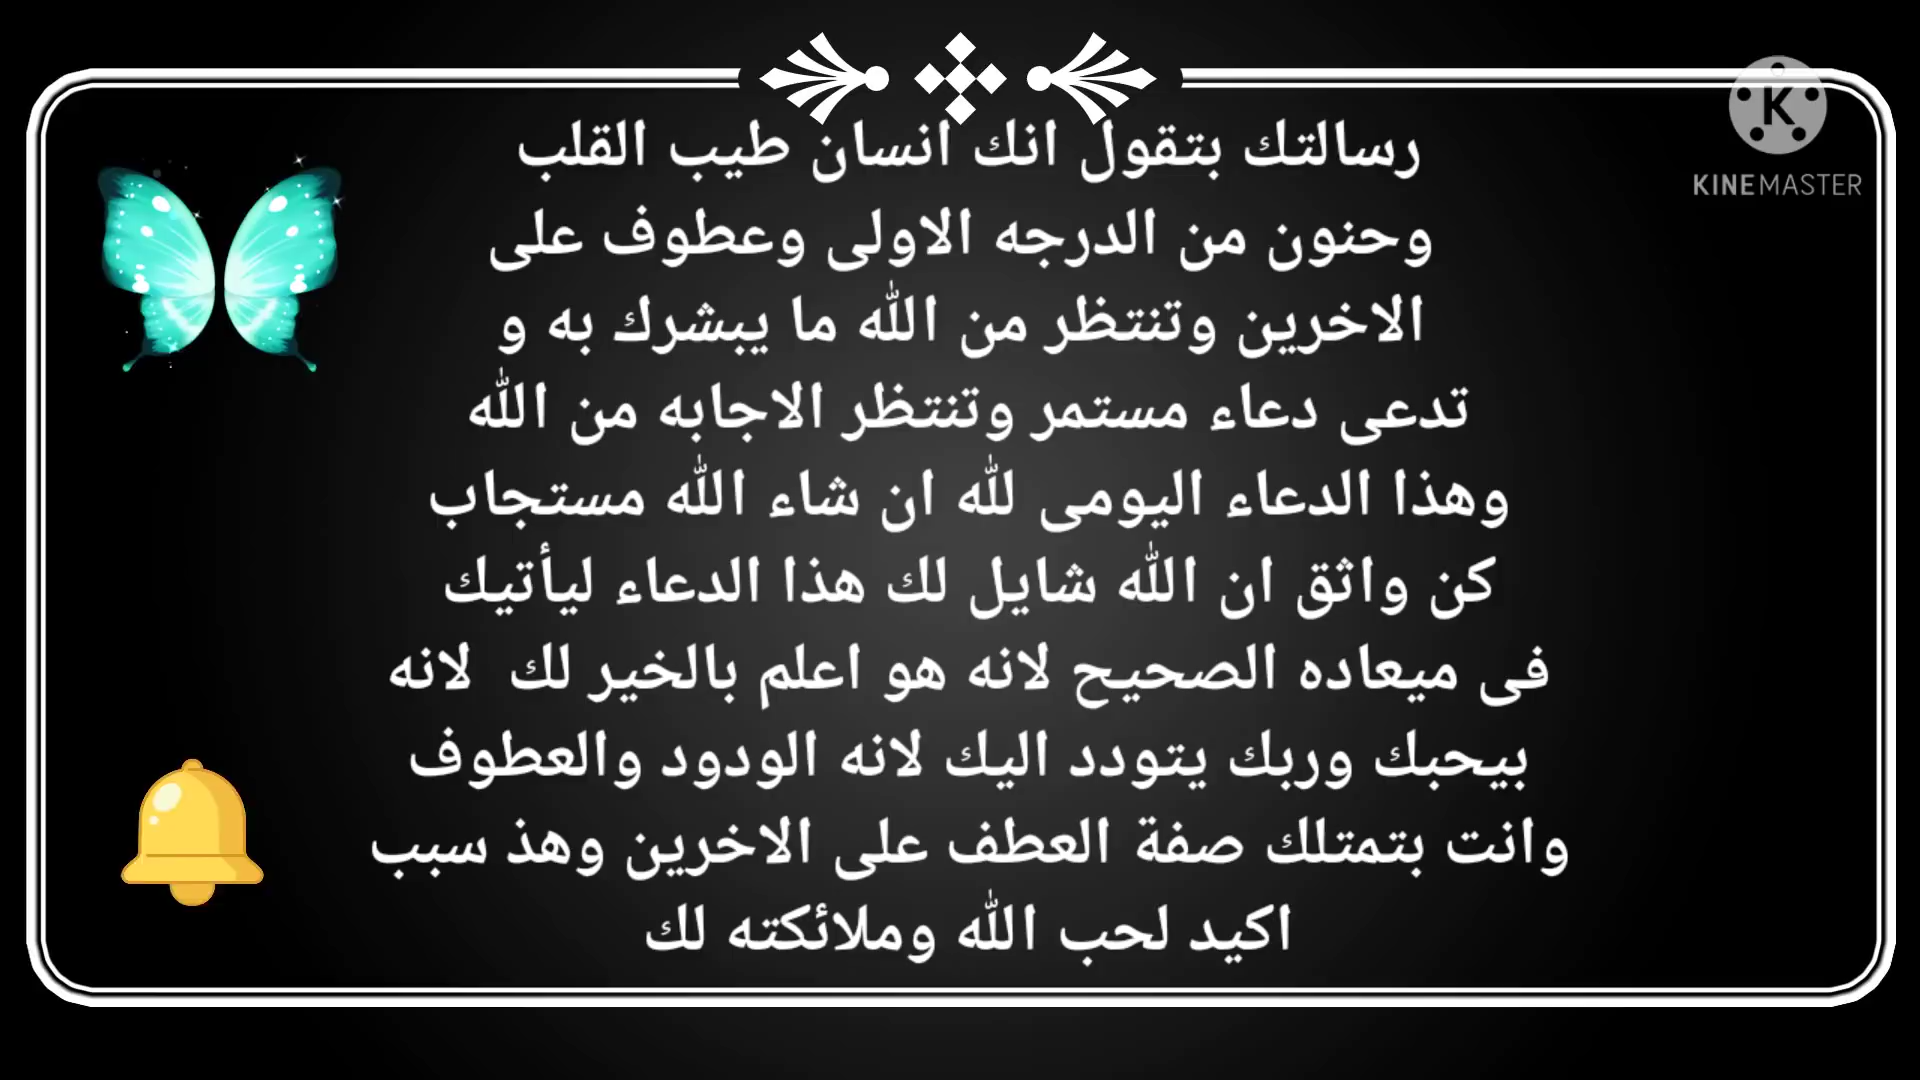 رسالتك بتقول انك انسان طيب القلب
وحنون من الدرجه الاولى وعطوف على
الاخرين وتنتظر من الله ما يبشرك به و
تدعى دعاء مستمر وتنتظر الاجابه من الله
وهذا الدعاء اليومى لله ان شاء الله مستجاب
كن واثق ان الله شايل لك هذا الدعاء ليأتيك
فى ميعاده الصحيح لانه هو اعلم بالخير لك لانه
بيحبك وربك يتودد اليك لانه الودود والعطوف
وانت بتمتلك صفة العطف على الاخرين وهذ سبب
اكيد لحب الله وملائكته لك
K
KINEMASTER